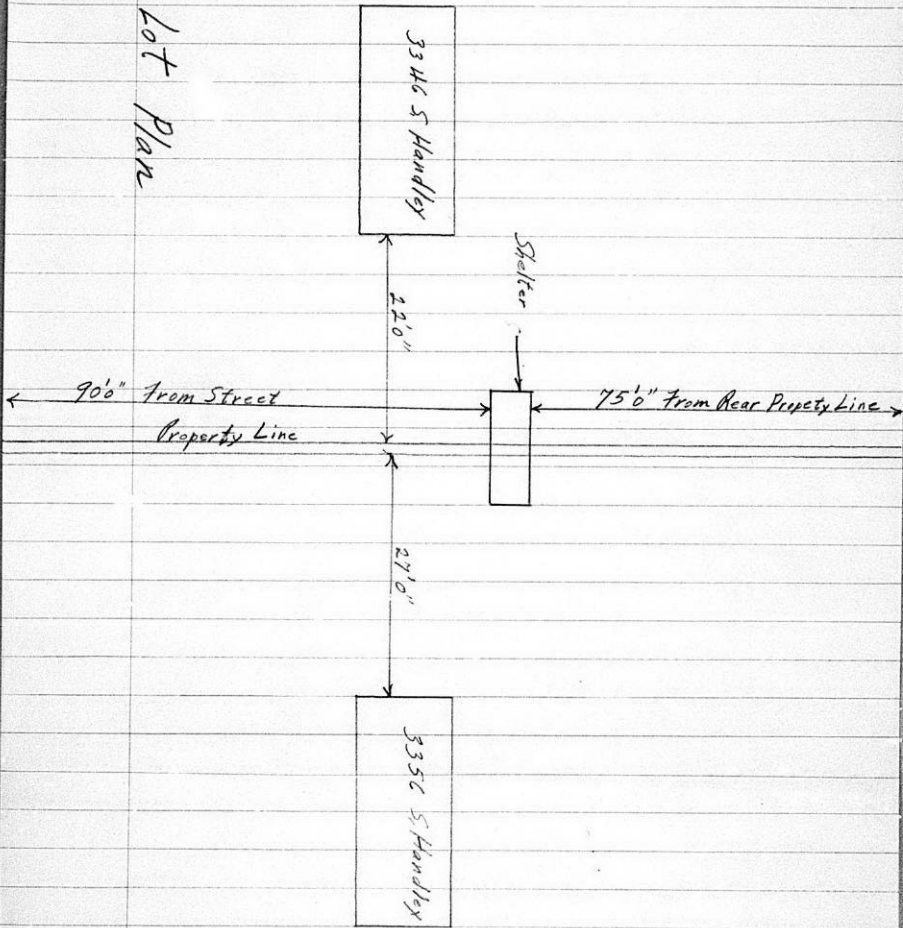 Lot Plan
3346 S Handley
22'0"
Shelter
90'0" From Street
75'0" From Rear Propety Line
Property Line
27'0"
3356 S. Handley